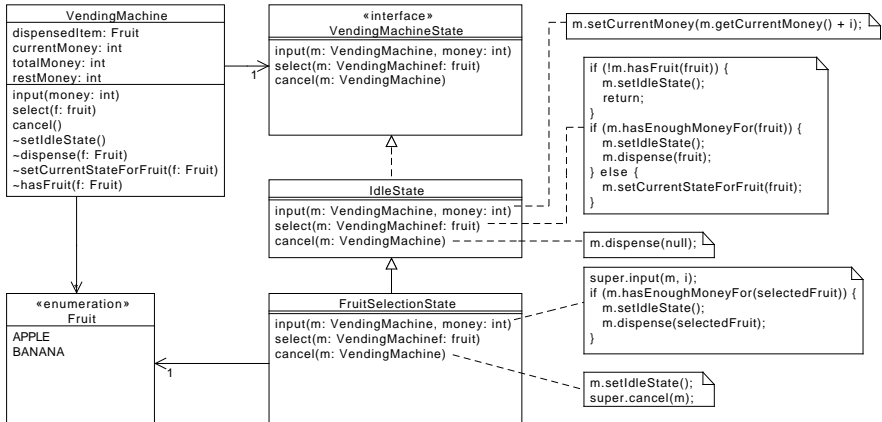 VendingMachine
dispensedItem: Fruit
currentMoney: int
totalMoney: int
restMoney: int
input(money: int)
select(f: fruit)
cancel()
~setIdleState()
~dispense(f: Fruit)
~setCurrentStateForFruit(f: Fruit)
~hasFruit(f: Fruit)
1
«interface»
VendingMachineState
input(m: VendingMachine, money: int)
select(m: VendingMachinef: fruit)
cancel(m: VendingMachine)
m.setCurrentMoney(m.getCurrentMoney() + i);
if (!m.hasFruit(fruit)) {
m.setIdleState();
return;
}
if (m.hasEnoughMoneyFor(fruit)) {
m.setIdleState();
m.dispense(fruit);
} else {
m.setCurrentStateForFruit(fruit);
}
IdleState
input(m: VendingMachine, money: int)
select(m: VendingMachinef: fruit)
cancel(m: VendingMachine)
m.dispense(null);
1
«enumeration»
Fruit
APPLE
BANANA
1
FruitSelectionState
input(m: VendingMachine, money: int)
select(m: VendingMachinef: fruit)
cancel(m: VendingMachine)
super.input(m, i);
if (m.hasEnoughMoneyFor(selectedFruit)) {
m.setIdleState();
m.dispense(selectedFruit);
}
m.setIdleState();
super.cancel(m);